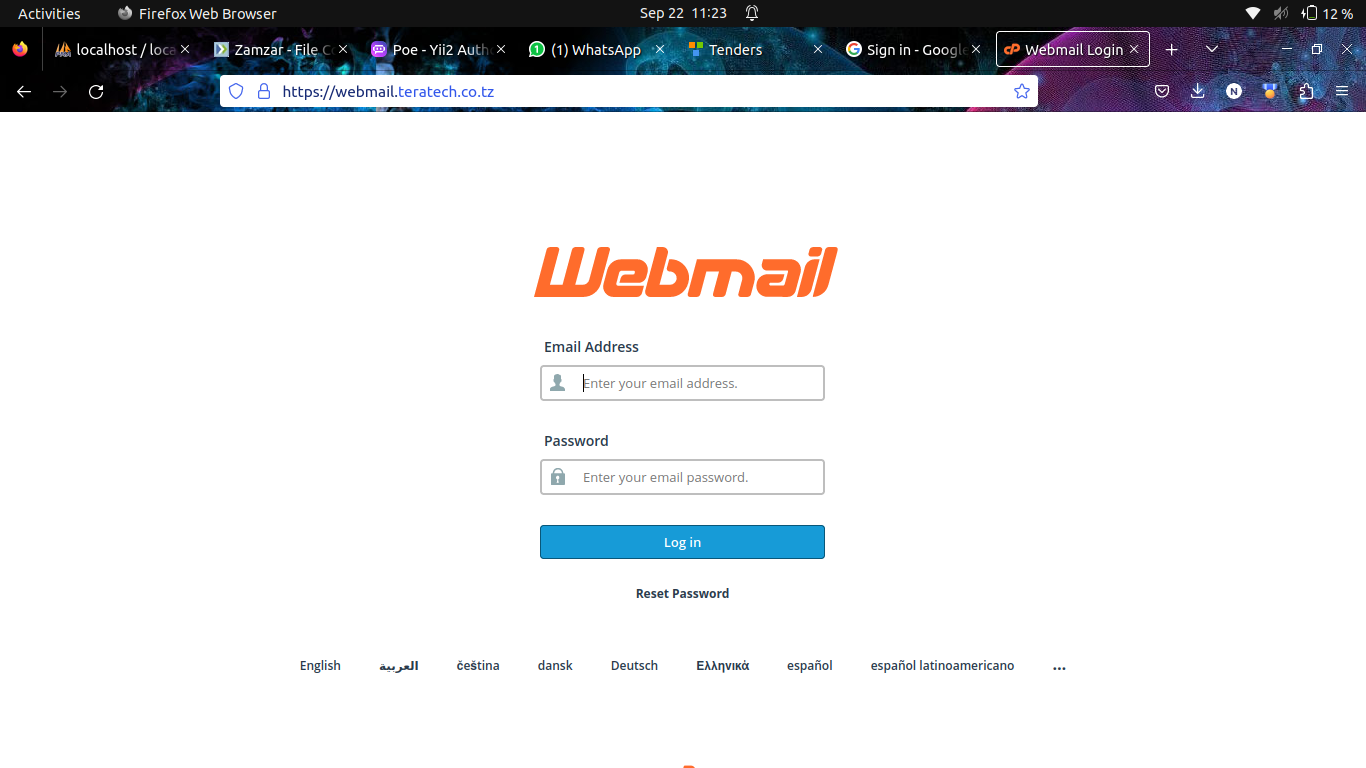 Activities Firefox Web Browser Sep 22 11:23 12 %
localhost / loca Zamzar - File Co Poe - Yii2 Auth (1) WhatsApp Tenders Sign in - Google Webmail Login
https://webmail.teratech.co.tz N
Webmail
Email Address
Enter your email address.
Password
Enter your email password.
Log in
Reset Password
English العربية čeština dansk Deutsch Ελληνικά español español latinoamericano ...